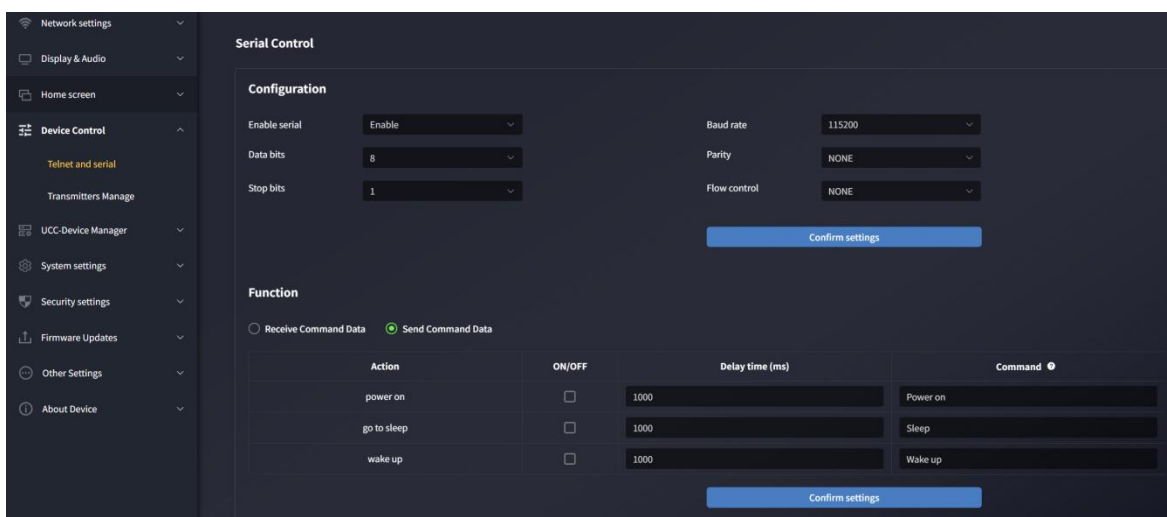 Network settings
Display & Audio
Home screen
Device Control
Telnet and serial
Transmitters Manage
UCC-Device Manager
System settings
Security settings
Firmware Updates
Other Settings
About Device
Serial Control
Configuration
Enable serial Enable Baud rate 115200
Data bits 8 Parity NONE
Stop bits 1 Flow control NONE
Confirm settings
Function
Receive Command Data Send Command Data
Action ON/OFF Delay time (ms) Command
power on 1000 Power on
go to sleep 1000 Sleep
wake up 1000 Wake up
Confirm settings